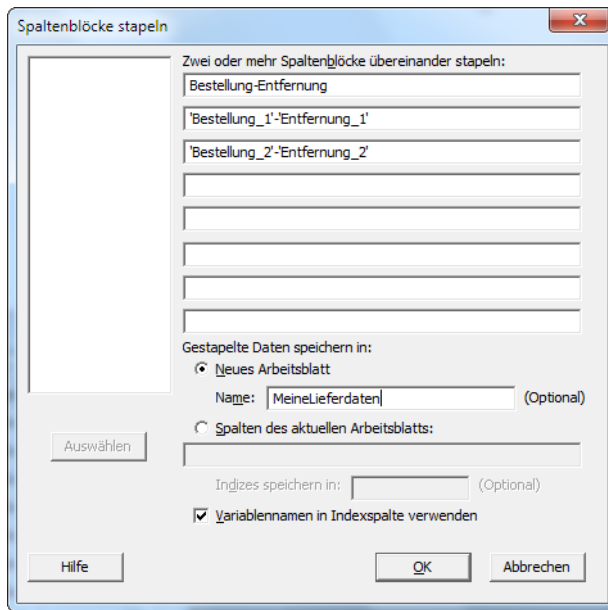 Spaltenblöcke stapeln
Zwei oder mehr Spaltenblöcke übereinander stapeln:
Bestellung-Entfernung
'Bestellung_1'-'Entfernung_1'
'Bestellung_2'-'Entfernung_2'
Gestapelte Daten speichern in:
Neues Arbeitsblatt
Name: MeineLieferdaten (Optional)
Spalten des aktuellen Arbeitsblatts:
Auswählen
Indizes speichern in: (Optional)
Variablennamen in Indexspalte verwenden
Hilfe OK Abbrechen